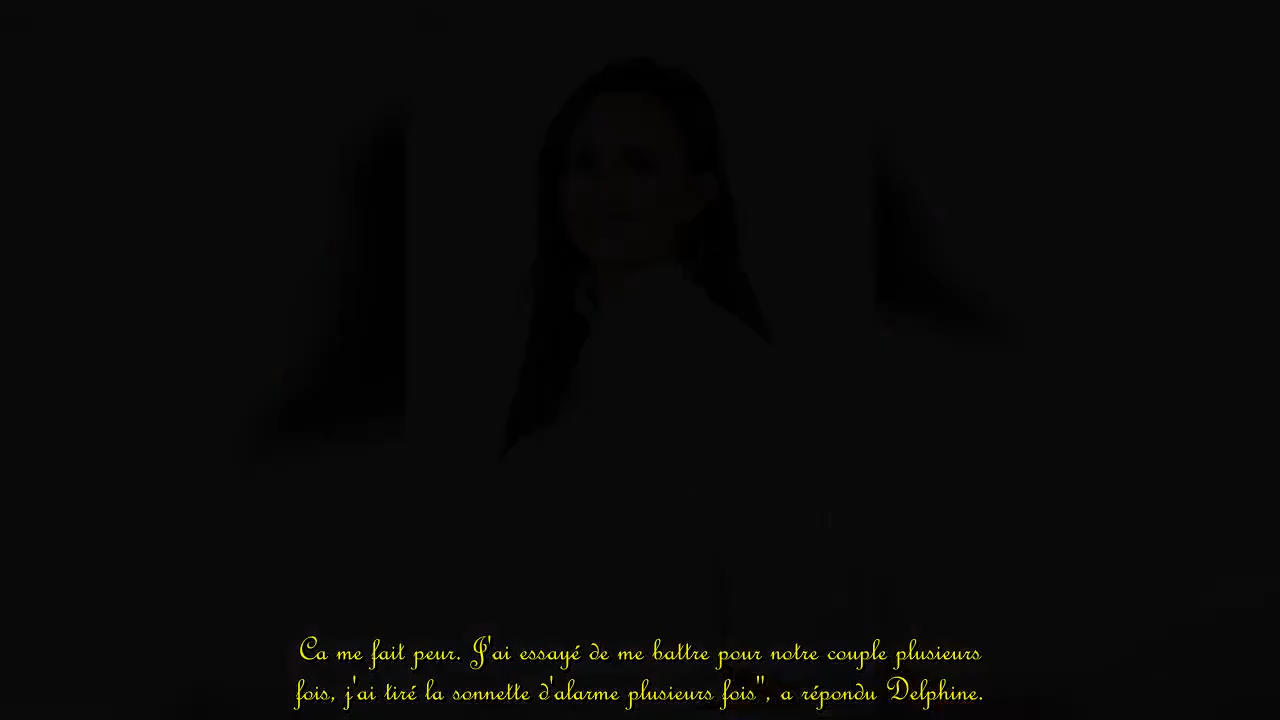 Ca me fait peur. J'ai essayé de me battre pour notre couple plusieurs
fois, j'ai tiré la sonnette d'alarme plusieurs fois", a répondu Delphine.